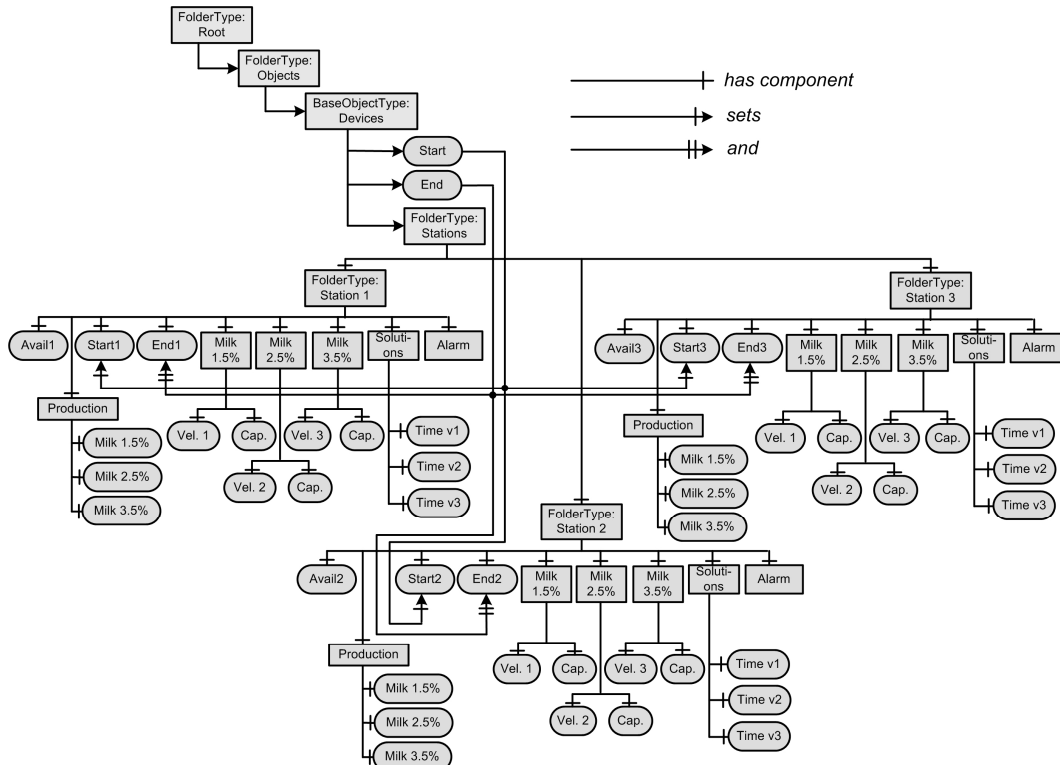 FolderType:
Root
FolderType:
Objects
BaseObjectType:
Devices
Start
End
FolderType:
Stations
has component
sets
and
FolderType:
Station 1
Avail1
Start1
End1
Milk
1.5%
Milk
2.5%
Milk
3.5%
Soluti-
ons
Alarm
Production
Milk 1.5%
Milk 2.5%
Milk 3.5%
Vel. 1
Cap.
Vel. 2
Cap.
Vel. 3
Cap.
Time v1
Time v2
Time v3
FolderType:
Station 3
Avail3
Start3
End3
Milk
1.5%
Milk
2.5%
Milk
3.5%
Soluti-
ons
Alarm
Production
Milk 1.5%
Milk 2.5%
Milk 3.5%
Vel. 1
Cap.
Vel. 2
Cap.
Vel. 3
Cap.
Time v1
Time v2
Time v3
FolderType:
Station 2
Avail2
Start2
End2
Milk
1.5%
Milk
2.5%
Milk
3.5%
Soluti-
ons
Alarm
Production
Milk 1.5%
Milk 2.5%
Milk 3.5%
Vel. 1
Cap.
Vel. 2
Cap.
Vel. 3
Cap.
Time v1
Time v2
Time v3